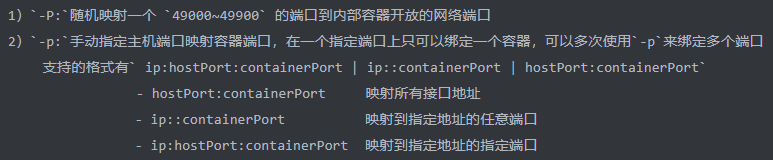 1) `-P:`随机映射一个 `49000~49900` 的端口到内部容器开放的网络端口
2) `-p:`手动指定主机端口映射容器端口，在一个指定端口上只可以绑定一个容器，可以多次使用`-p`来绑定多个端口
支持的格式有` ip:hostPort:containerPort | ip::containerPort | hostPort:containerPort`
- hostPort:containerPort 映射所有接口地址
- ip::containerPort 映射到指定地址的任意端口
- ip:hostPort:containerPort 映射到指定地址的指定端口